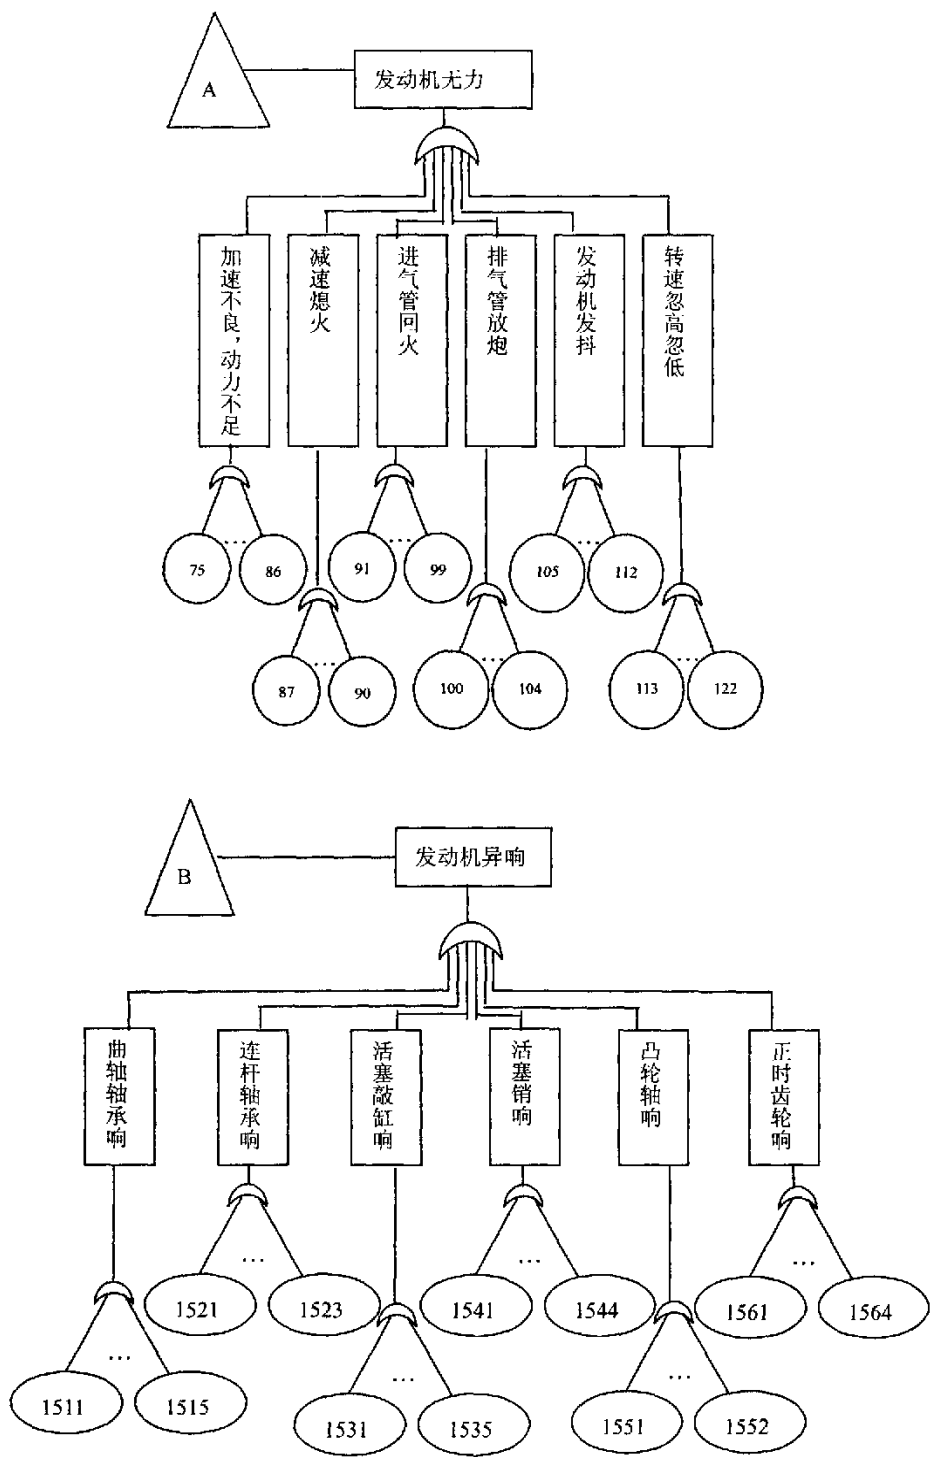 A
发动机无力
加速不良，动力不足
减速熄火
进气管回火
排气管放炮
发动机发抖
转速忽高忽低
75 … 86
91 … 99
105 … 112
87 … 90
100 … 104
113 … 122
B
发动机异响
曲轴轴承响
连杆轴承响
活塞敲缸响
活塞销响
凸轮轴响
正时齿轮响
1521 … 1523
1541 … 1544
1561 … 1564
1511 … 1515
1531 … 1535
1551 … 1552